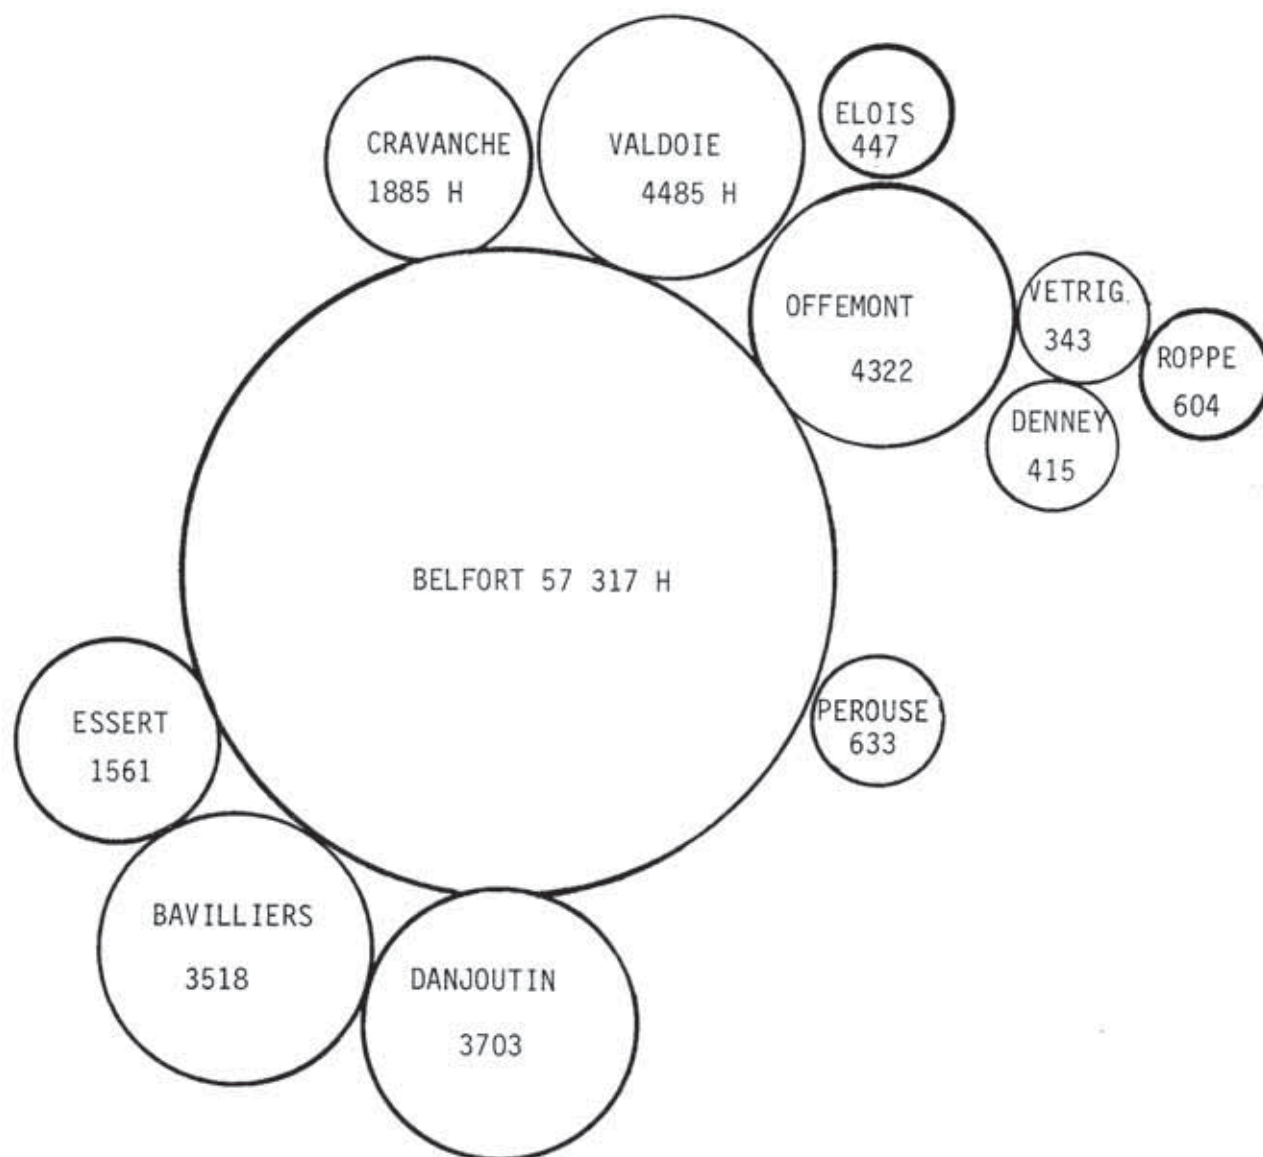 CRAVANCHE
1885 H
VALDOIE
4485 H
ELOIS
447
OFFEMONT
4322
VETRIG.
343
ROPPE
604
DENNEY
415
BELFORT 57 317 H
PEROUSE
633
ESSERT
1561
BAVILLIERS
3518
DANJOUTIN
3703